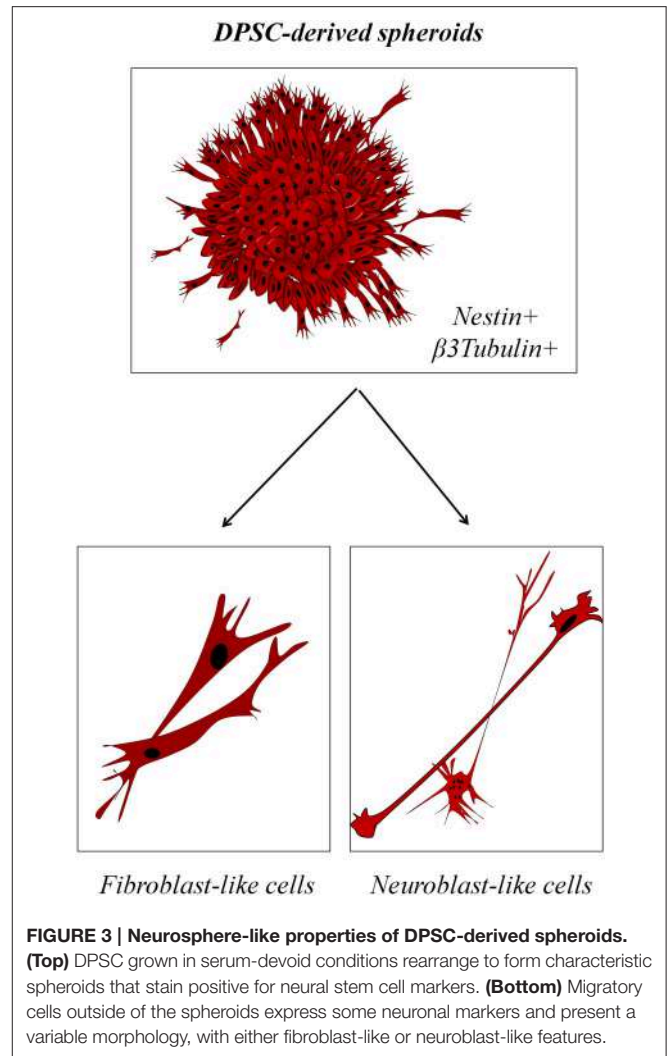 DPSC-derived spheroids
Nestin+
β3Tubulin+
Fibroblast-like cells
Neuroblast-like cells
FIGURE 3 | Neurosphere-like properties of DPSC-derived spheroids.
(Top) DPSC grown in serum-devoid conditions rearrange to form characteristic
spheroids that stain positive for neural stem cell markers. (Bottom) Migratory
cells outside of the spheroids express some neuronal markers and present a
variable morphology, with either fibroblast-like or neuroblast-like features.